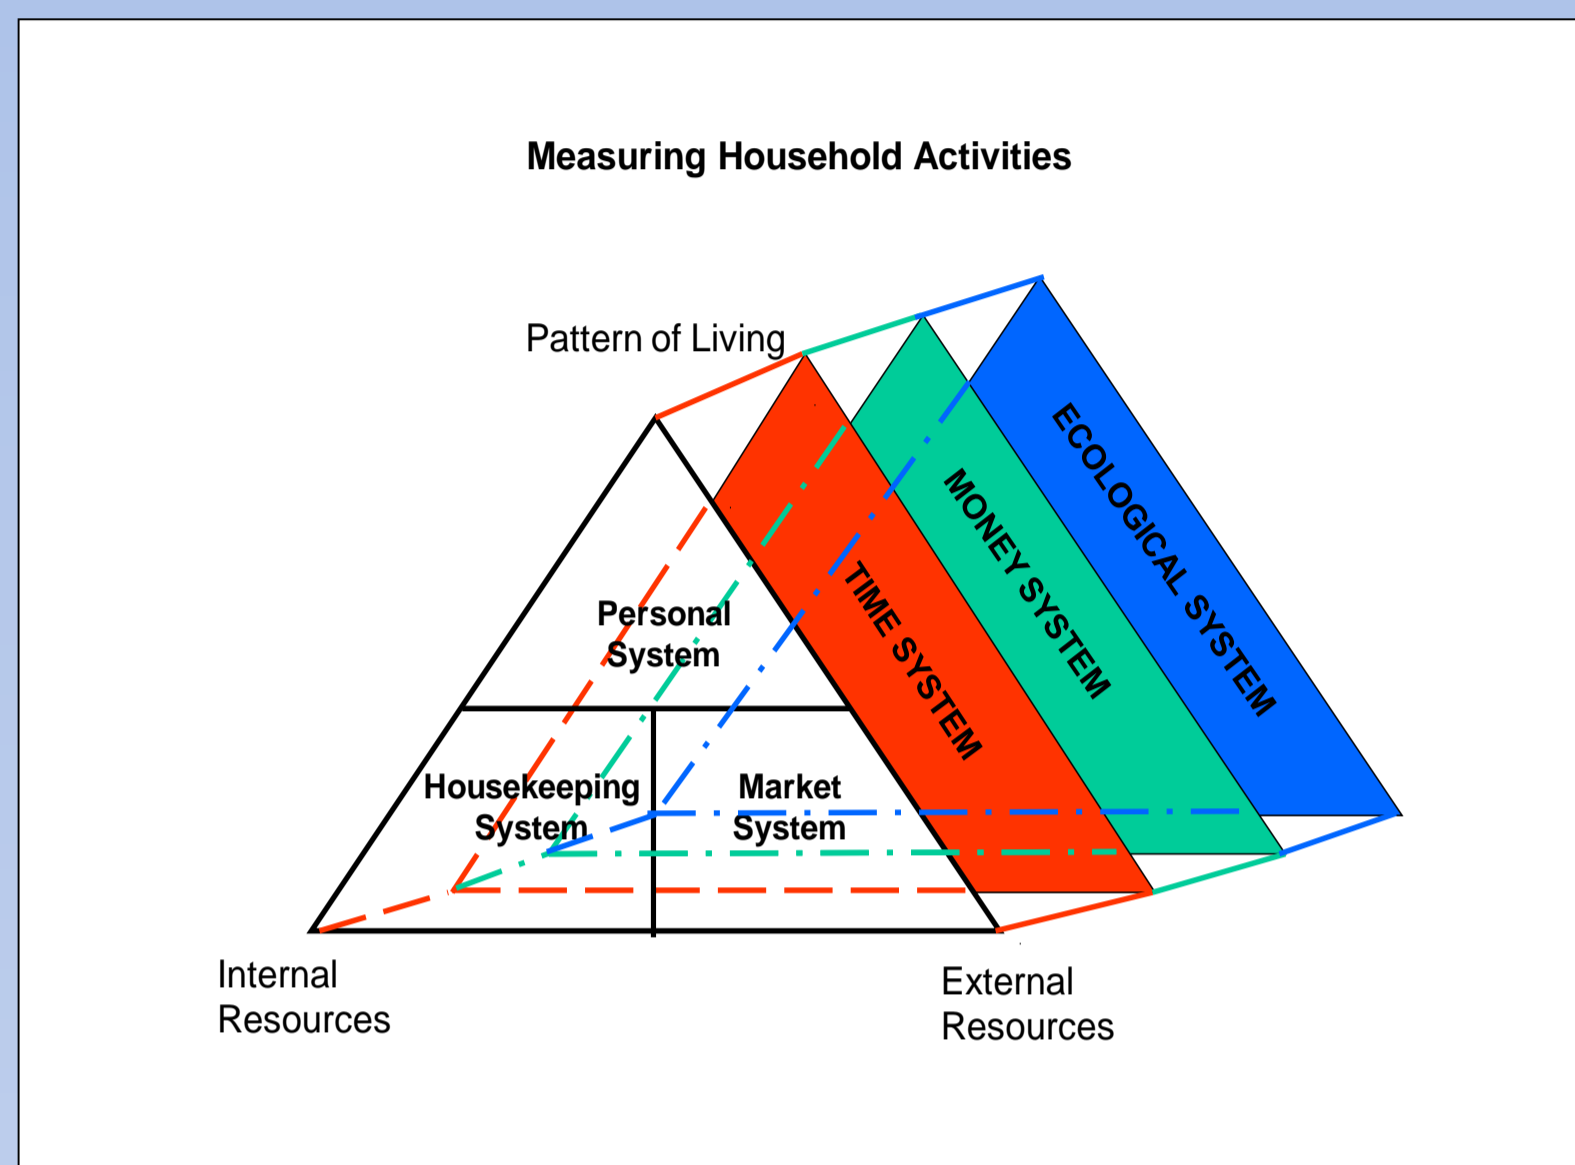 Measuring Household Activities
Pattern of Living
ECOLOGICAL SYSTEM
MONEY SYSTEM
TIME SYSTEM
Personal
System
Housekeeping
System
Market
System
Internal
Resources
External
Resources